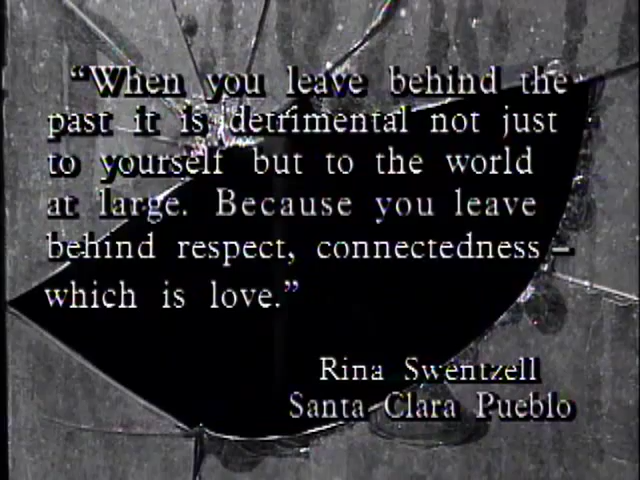 “When you leave behind the
past it is detrimental not just
to yourself but to the world
at large. Because you leave
behind respect, connectedness –
which is love.”
Rina Swentzell
Santa Clara Pueblo